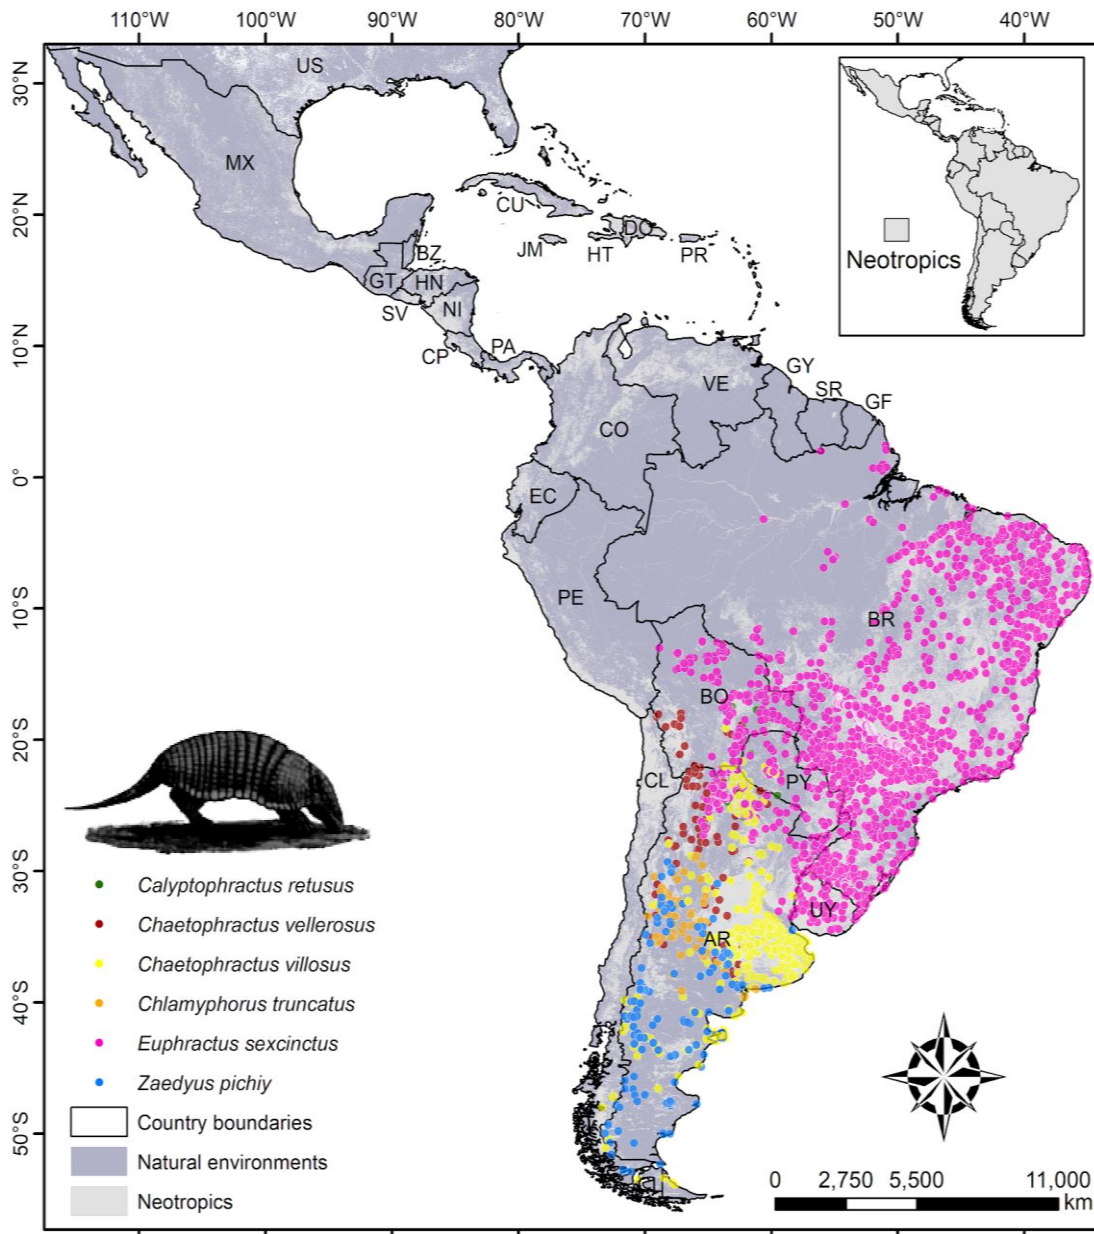 110°W 100°W 90°W 80°W 70°W 60°W 50°W 40°W
30°N
20°N
10°N
0°
10°S
20°S
30°S
40°S
50°S
US
MX
CU
DO
JM
HT
PR
BZ
GT
HN
SV
NI
CP
PA
VE
GY
SR
GF
CO
EC
PE
BR
BO
CL
PY
UY
AR
Neotropics
Calyptophractus retusus
Chaetophractus vellerosus
Chaetophractus villosus
Chlamyphorus truncatus
Euphractus sexcinctus
Zaedyus pichiy
Country boundaries
Natural environments
Neotropics
0 2,750 5,500 11,000
km